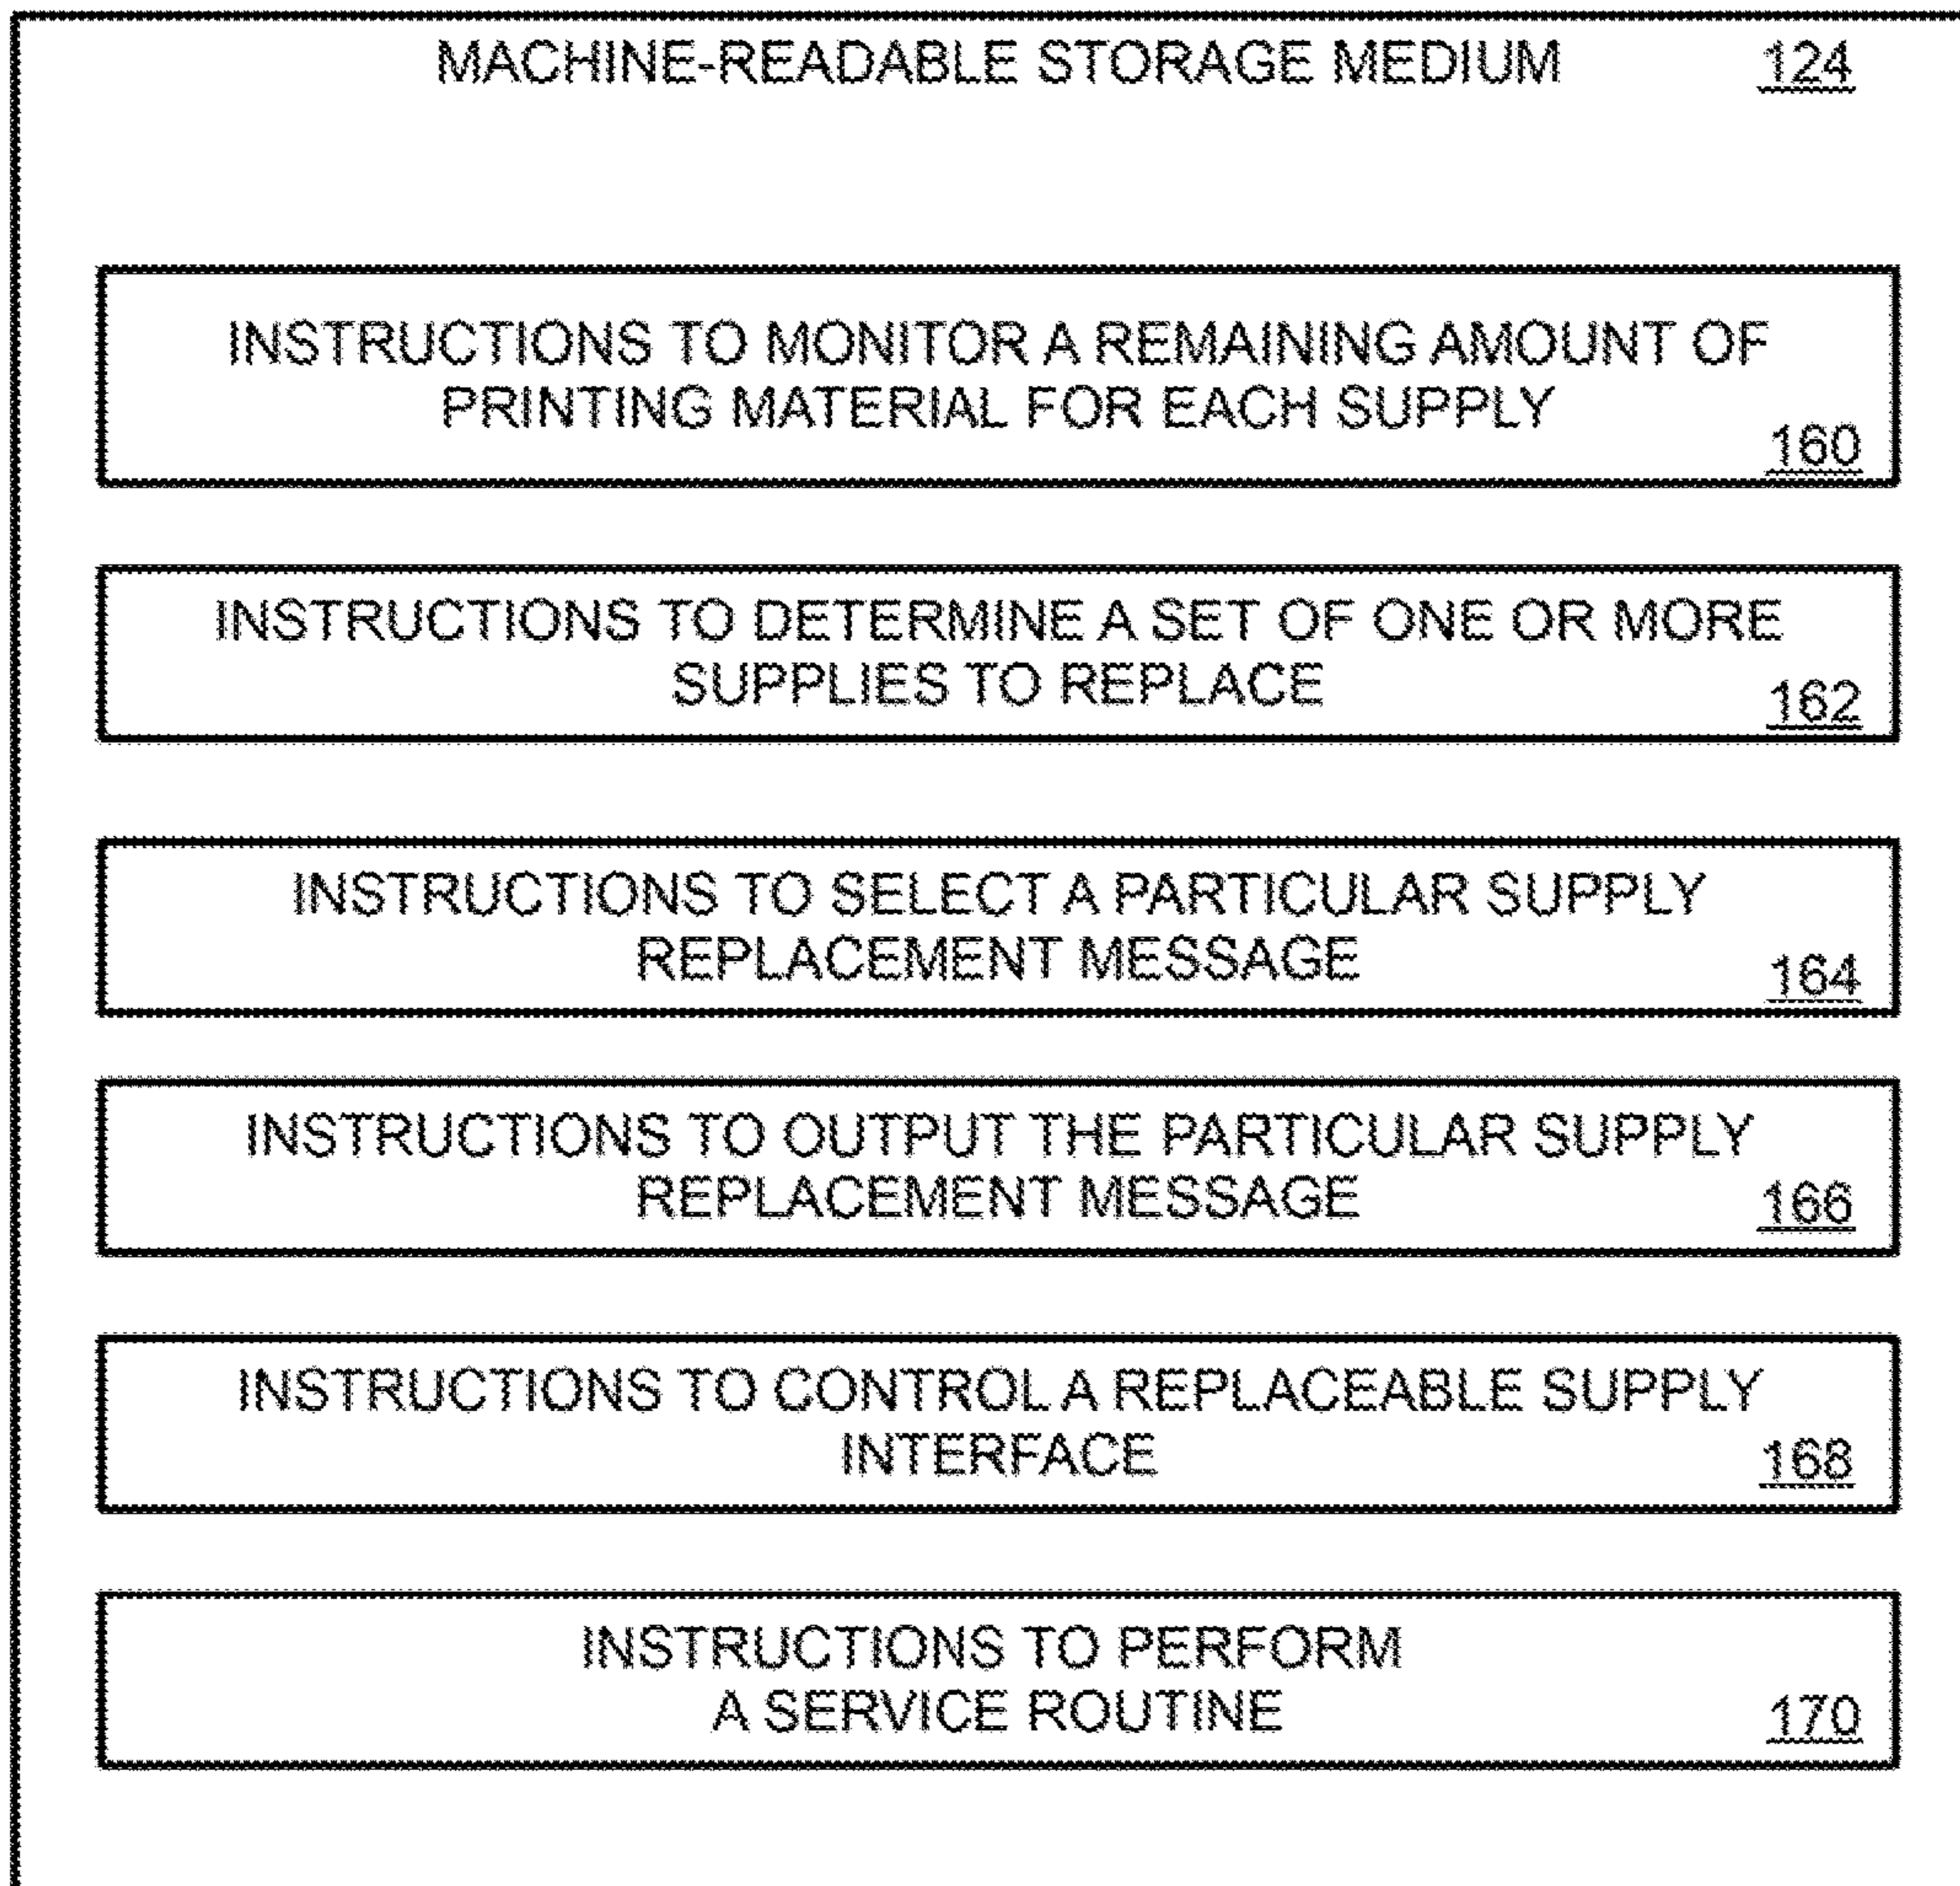 MACHINE-READABLE STORAGE MEDIUM 124
INSTRUCTIONS TO MONITOR A REMAINING AMOUNT OF
PRINTING MATERIAL FOR EACH SUPPLY
160
INSTRUCTIONS TO DETERMINE A SET OF ONE OR MORE
SUPPLIES TO REPLACE
162
INSTRUCTIONS TO SELECT A PARTICULAR SUPPLY
REPLACEMENT MESSAGE
164
INSTRUCTIONS TO OUTPUT THE PARTICULAR SUPPLY
REPLACEMENT MESSAGE
166
INSTRUCTIONS TO CONTROL A REPLACEABLE SUPPLY
INTERFACE
168
INSTRUCTIONS TO PERFORM
A SERVICE ROUTINE
170